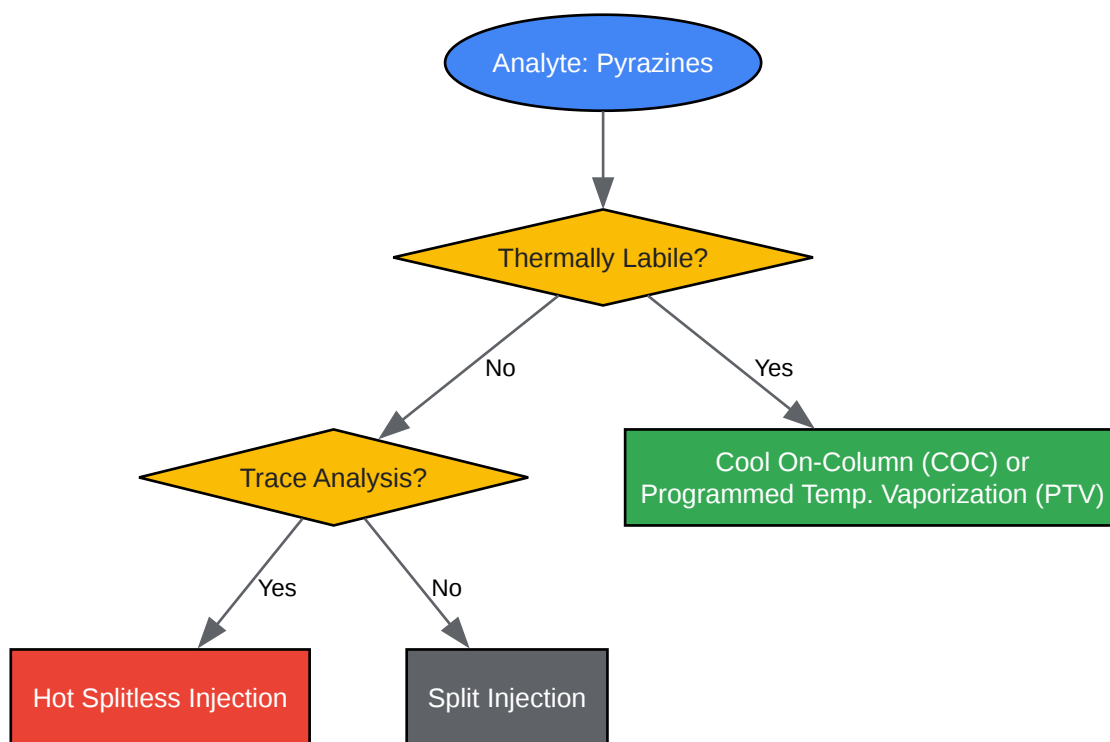 Analyte: Pyrazines
Thermally Labile?
No
Yes
Trace Analysis?
Cool On-Column (COC) or
Programmed Temp. Vaporization (PTV)
Yes
No
Hot Splitless Injection
Split Injection